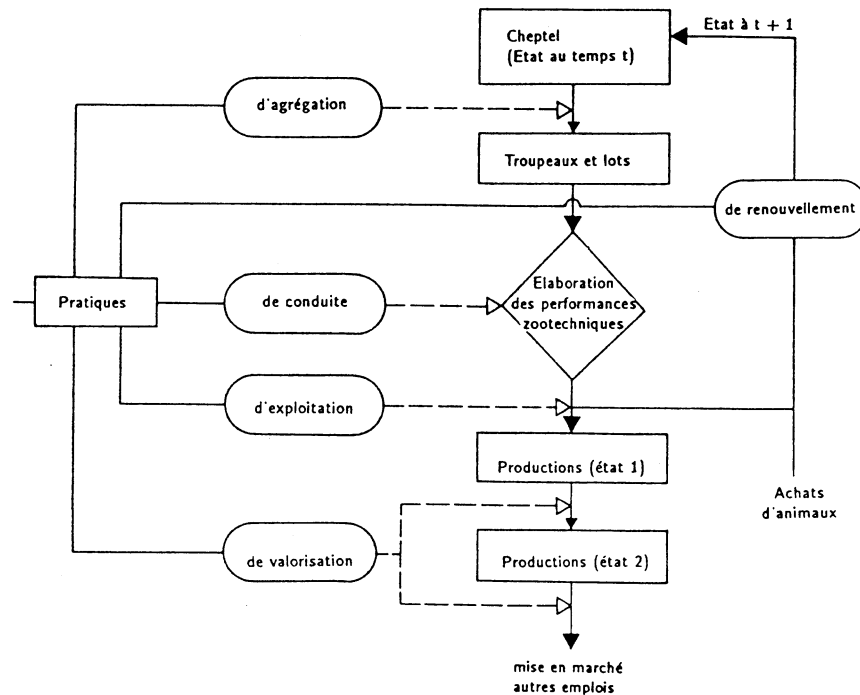 Etat à t + 1
Cheptel
(Etat au temps t)
d'agrégation
Troupeaux et lots
de renouvellement
Elaboration
des performances
zootechniques
Pratiques
de conduite
d'exploitation
Productions (état 1)
Achats
d'animaux
de valorisation
Productions (état 2)
mise en marché
autres emplois